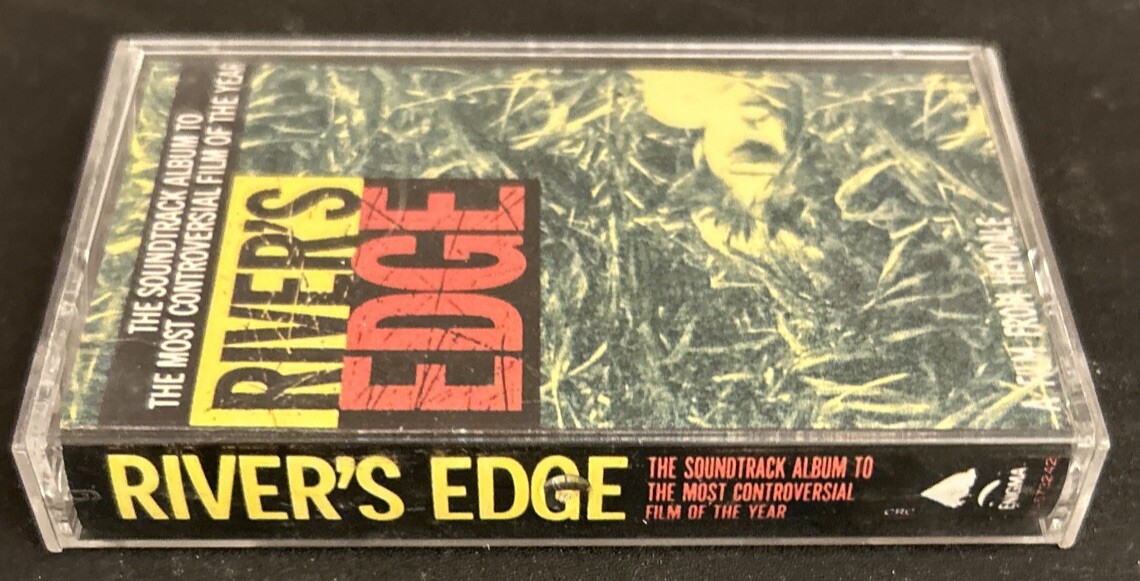 THE SOUNDTRACK ALBUM TO
THE MOST CONTROVERSIAL FILM OF THE YEAR
RIVER'S
EDGE
A FILM FROM HEMDALE
RIVER'S EDGE
THE SOUNDTRACK ALBUM TO
THE MOST CONTROVERSIAL
FILM OF THE YEAR
CRC
ENIGMA